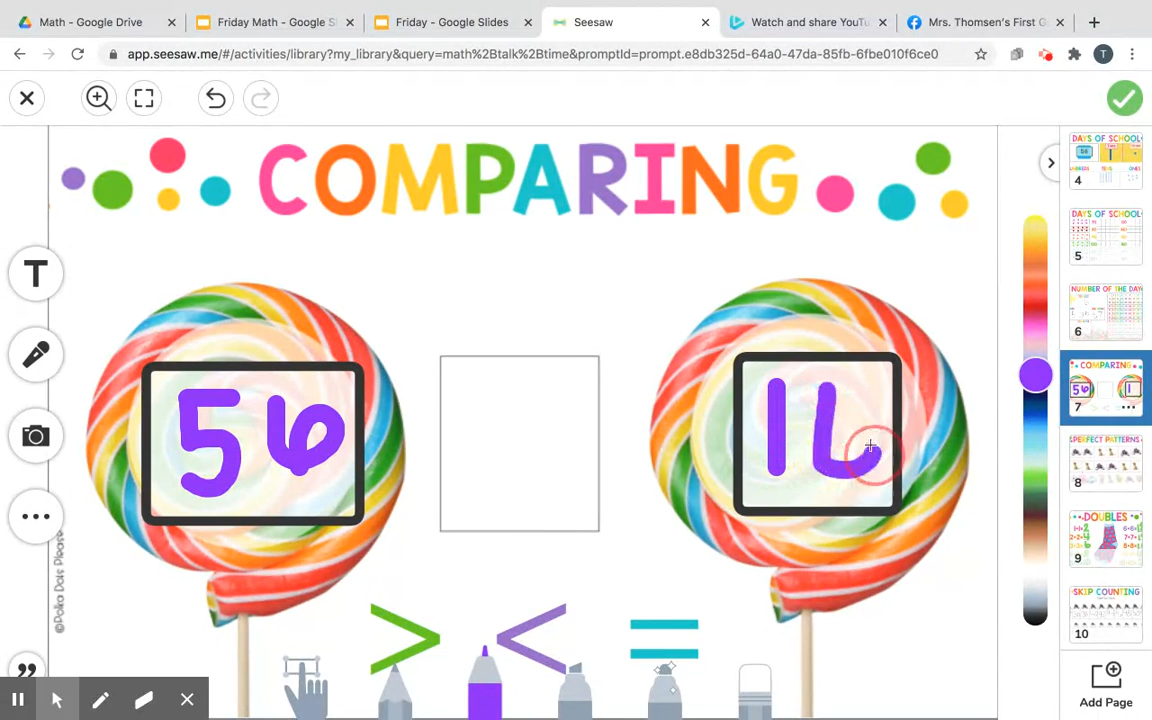 Math - Google Drive
Friday Math - Google S
Friday - Google Slides
Seesaw
Watch and share YouTu
Mrs. Thomsen's First G
app.seesaw.me/#/activities/library?my_library&query=math%2Btalk%2Btime&promptId=prompt.e8db325d-64a0-47da-85fb-6fbe010f6ce0
T
COMPARING
T
56
1
> < =
©Polka Dots Please
DAYS OF SCHOOL
4
DAYS OF SCHOOL
5
NUMBER OF THE DAY
6
COMPARING
56
1
7
PERFECT PATTERNS
8
DOUBLES
9
SKIP COUNTING
10
Add Page